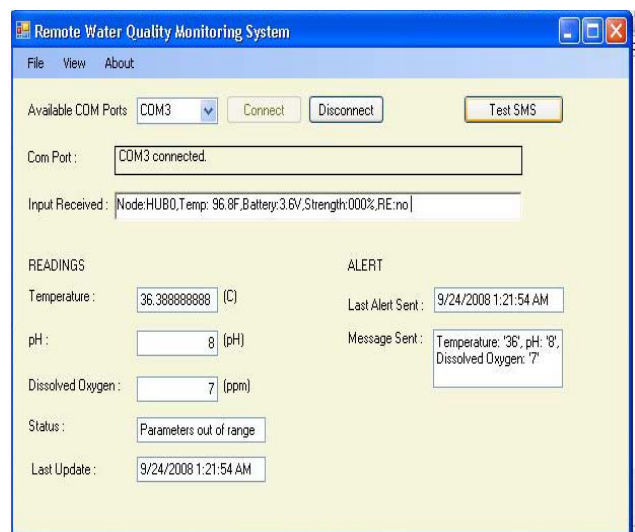 Remote Water Quality Monitoring System
File View About
Available COM Ports COM3 Connect Disconnect Test SMS
Com Port : COM3 connected.
Input Received : Node:HUB0,Temp: 96.8F,Battery:3.6V,Strength:000%,RE:no
READINGS ALERT
Temperature : 36.388888888 (C) Last Alert Sent : 9/24/2008 1:21:54 AM
pH : 8 (pH) Message Sent : Temperature: '36', pH: '8',
Dissolved Oxygen: '7'
Dissolved Oxygen : 7 (ppm)
Status : Parameters out of range
Last Update : 9/24/2008 1:21:54 AM